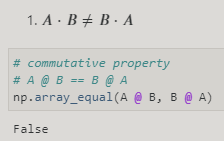 1. A · B ≠ B · A
# commutative property
# A @ B == B @ A
np.array_equal(A @ B, B @ A)
False